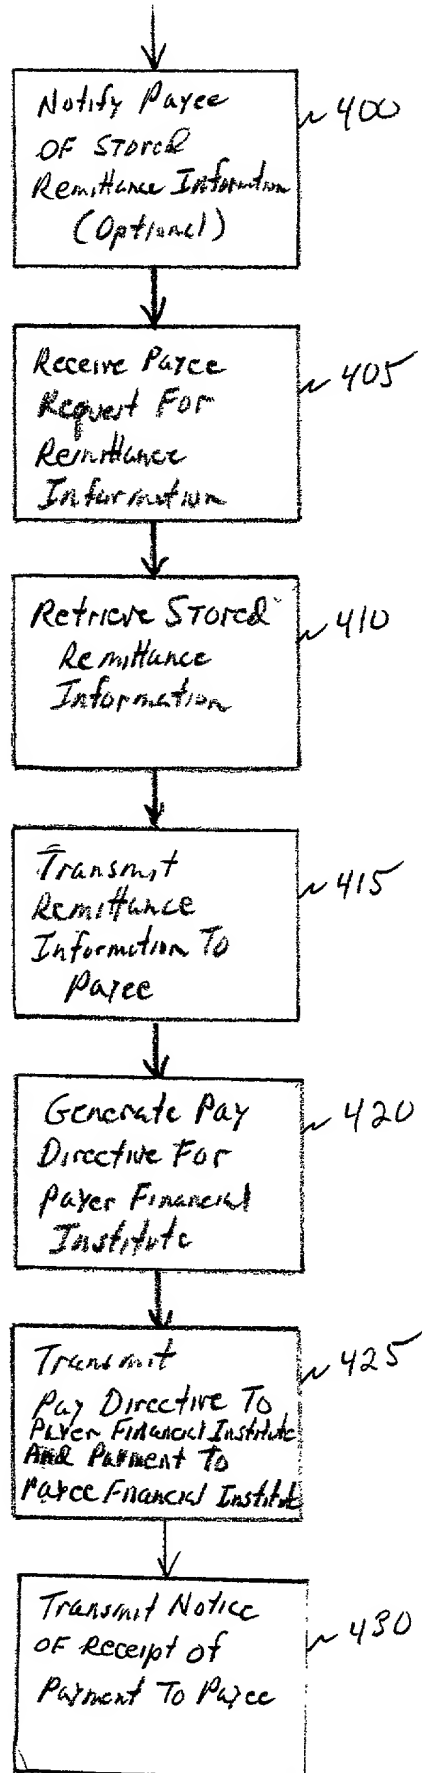 Notify Payee
OF Stored
Remittance Information
(Optional)
400
Receive Payee
Request For
Remittance
Information
405
Retrieve Stored
Remittance
Information
410
Transmit
Remittance
Information To
Payee
415
Generate Pay
Directive For
Payer Financial
Institute
420
Transmit
Pay Directive To
Payer Financial Institute
And Payment To
Payee Financial Institute
425
Transmit Notice
OF Receipt of
Payment To Payee
430